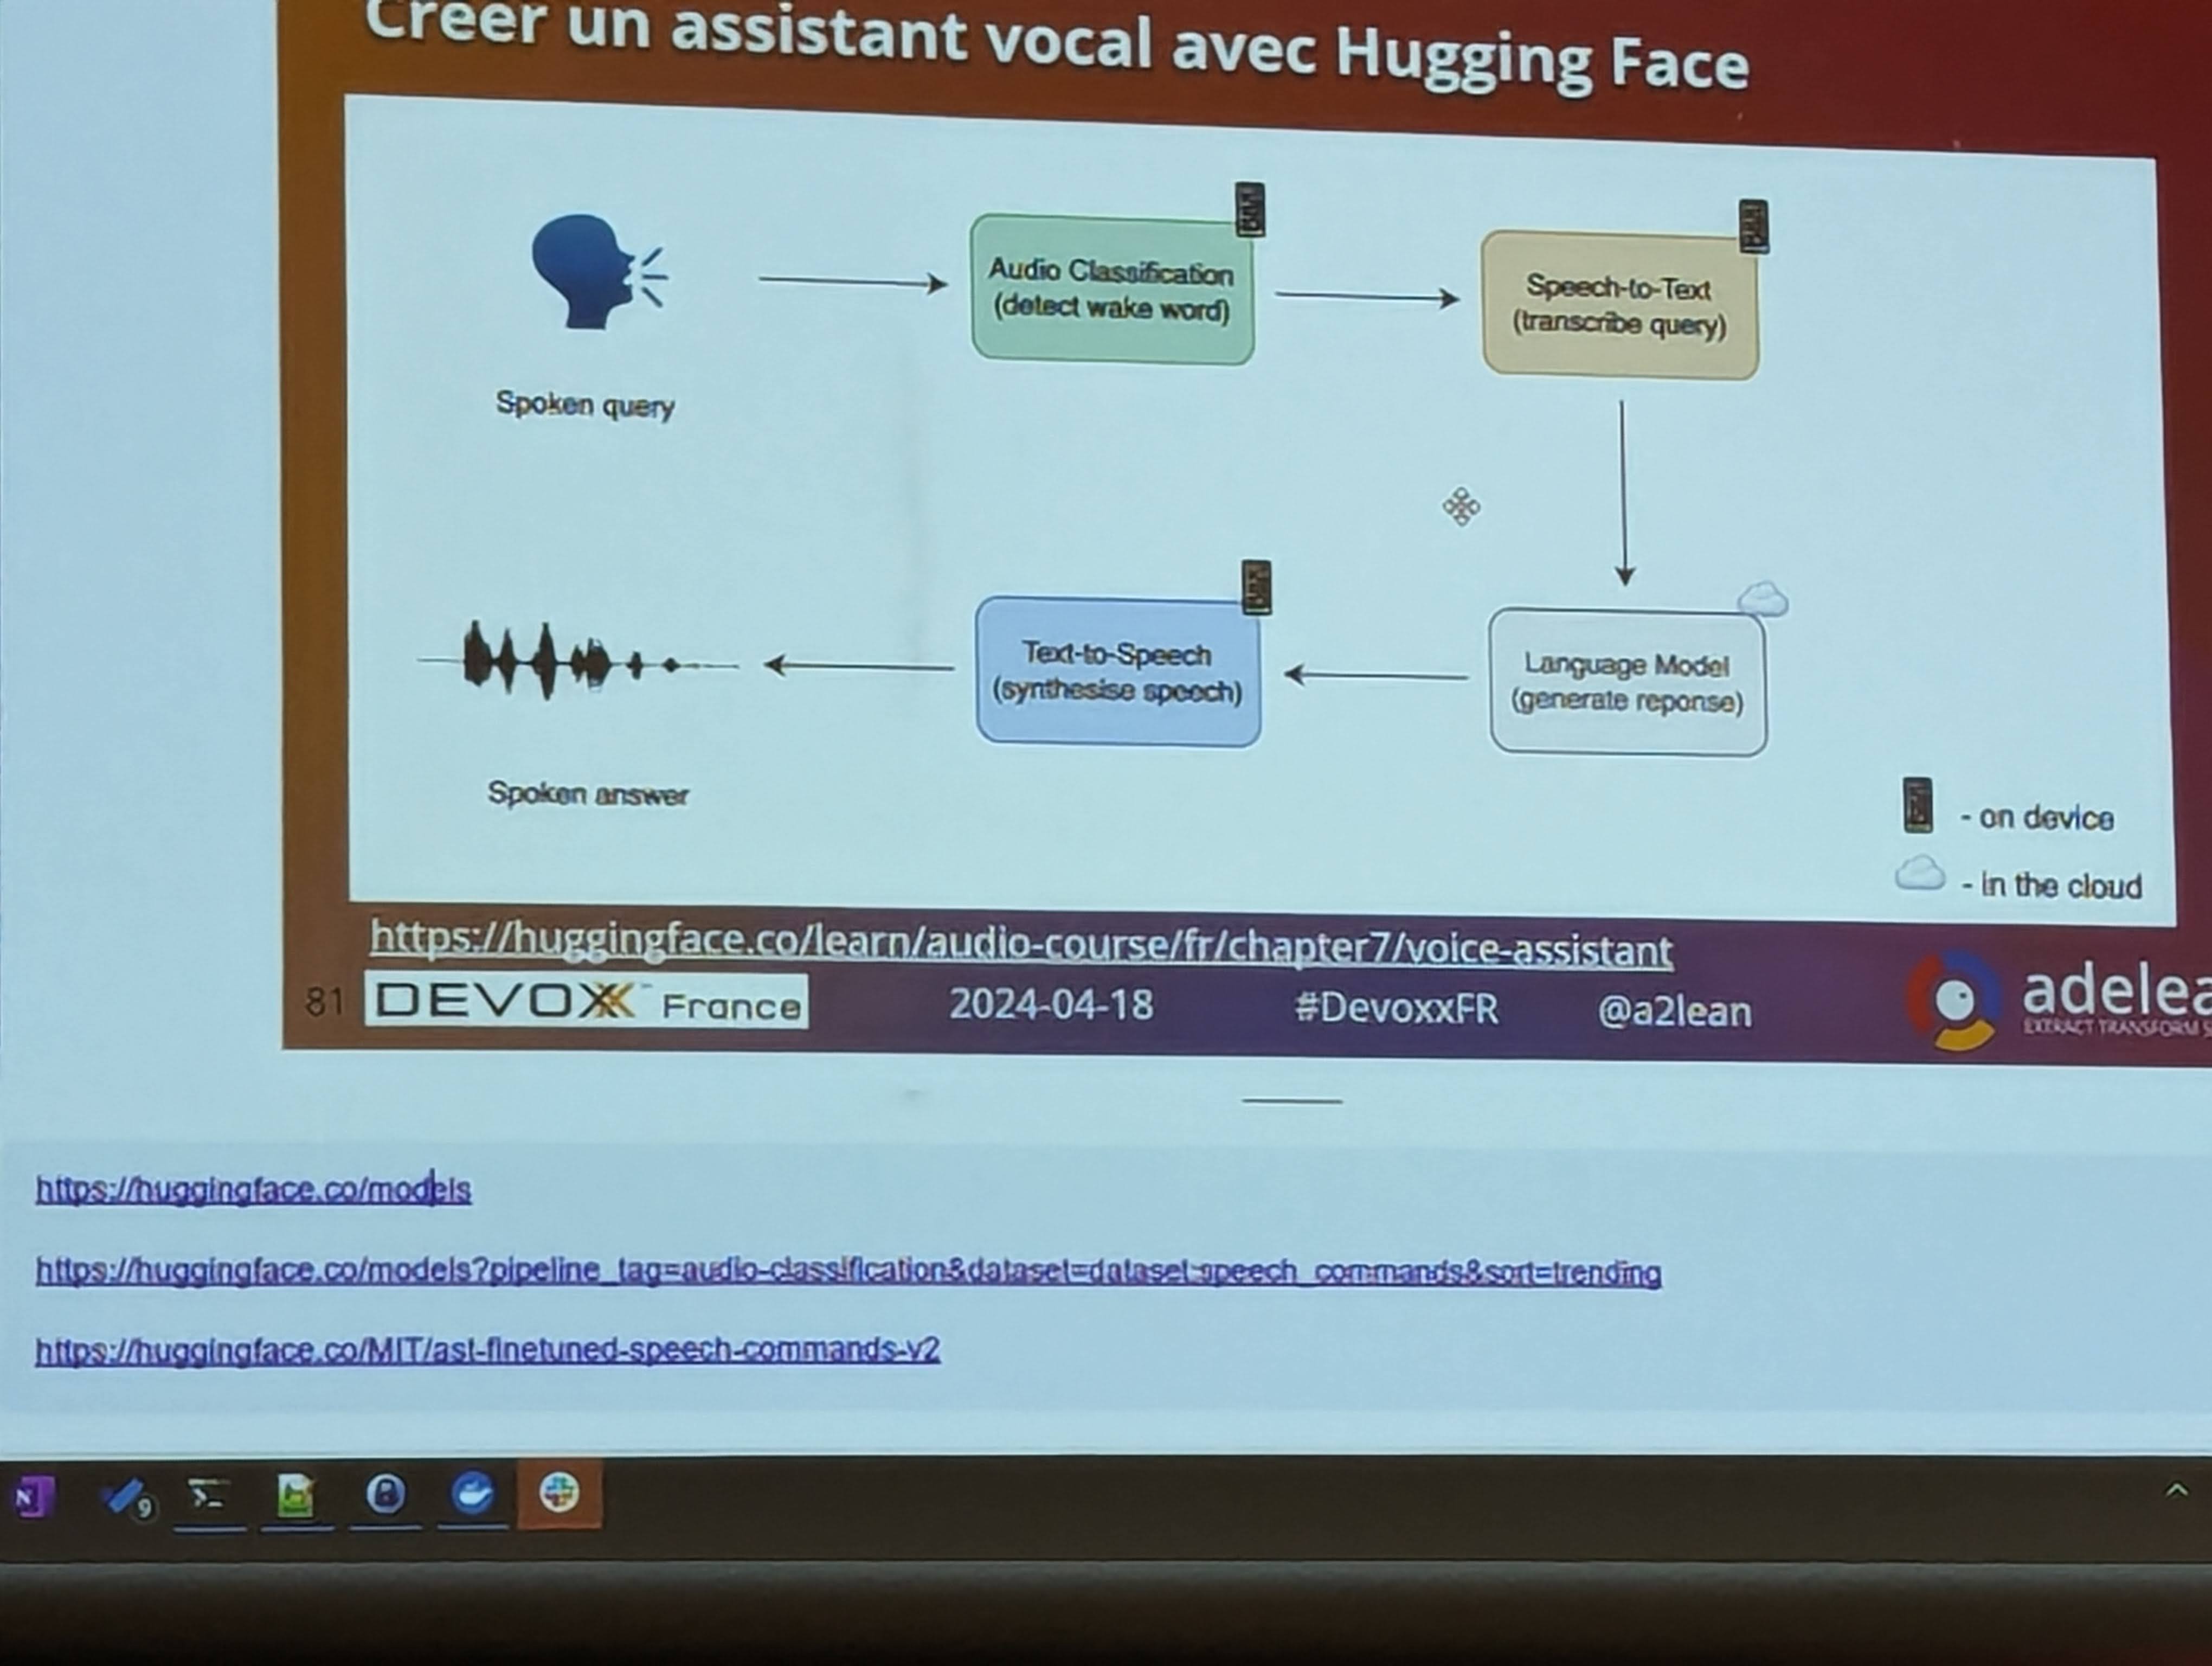 Créer un assistant vocal avec Hugging Face
Audio Classification
(detect wake word)
Speech-to-Text
(transcribe query)
Spoken query
Text-to-Speech
(synthesise speech)
Language Model
(generate reponse)
Spoken answer
- on device
- in the cloud
https://huggingface.co/learn/audio-course/fr/chapter7/voice-assistant
81 DEVOXX™ France 2024-04-18 #DevoxxFR @a2lean adelea
EXTRACT TRANSFORM S
https://huggingface.co/models
https://huggingface.co/models?pipeline_tag=audio-classification&dataset=dataset:speech_commands&sort=trending
https://huggingface.co/MIT/ast-finetuned-speech-commands-v2
N 9